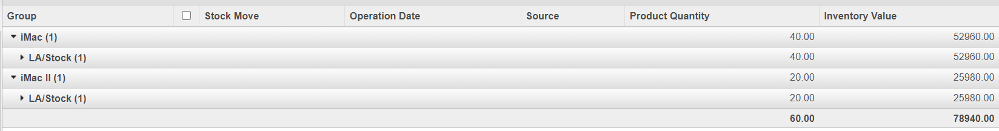 Group Stock Move Operation Date Source Product Quantity Inventory Value
iMac (1) 40.00 52960.00
LA/Stock (1) 40.00 52960.00
iMac II (1) 20.00 25980.00
LA/Stock (1) 20.00 25980.00
60.00 78940.00